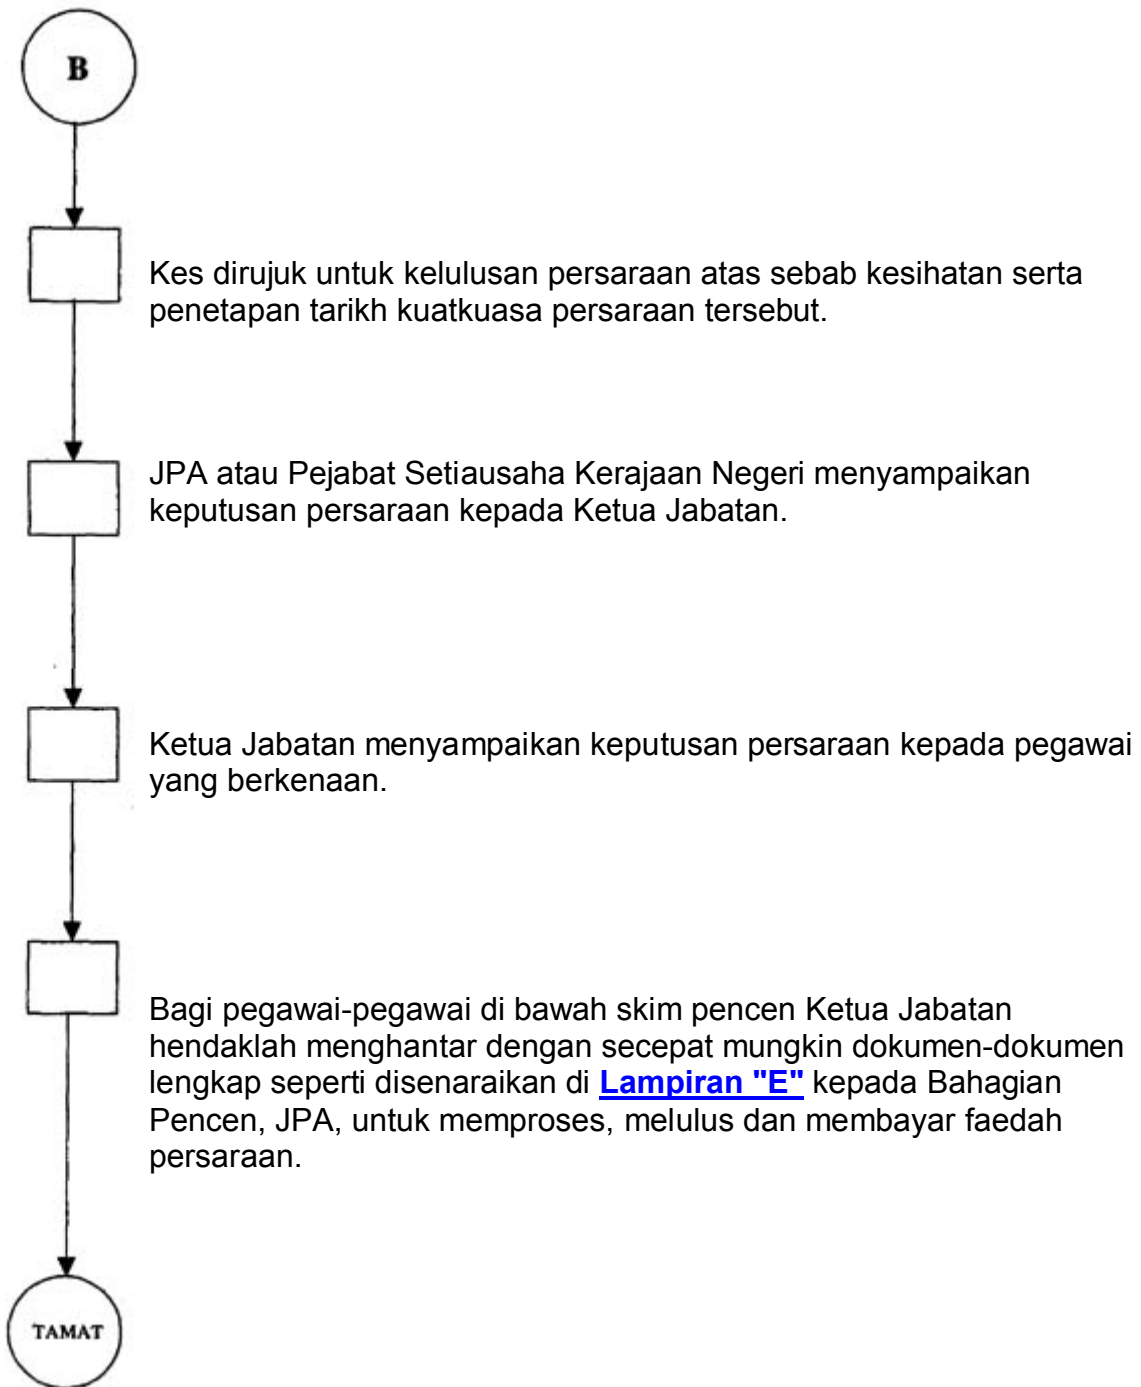 B
Kes dirujuk untuk kelulusan persaraan atas sebab kesihatan serta
penetapan tarikh kuatkuasa persaraan tersebut.
JPA atau Pejabat Setiausaha Kerajaan Negeri menyampaikan
keputusan persaraan kepada Ketua Jabatan.
Ketua Jabatan menyampaikan keputusan persaraan kepada pegawai
yang berkenaan.
Bagi pegawai-pegawai di bawah skim pencen Ketua Jabatan
hendaklah menghantar dengan secepat mungkin dokumen-dokumen
lengkap seperti disenaraikan di Lampiran "E" kepada Bahagian
Pencen, JPA, untuk memproses, melulus dan membayar faedah
persaraan.
TAMAT